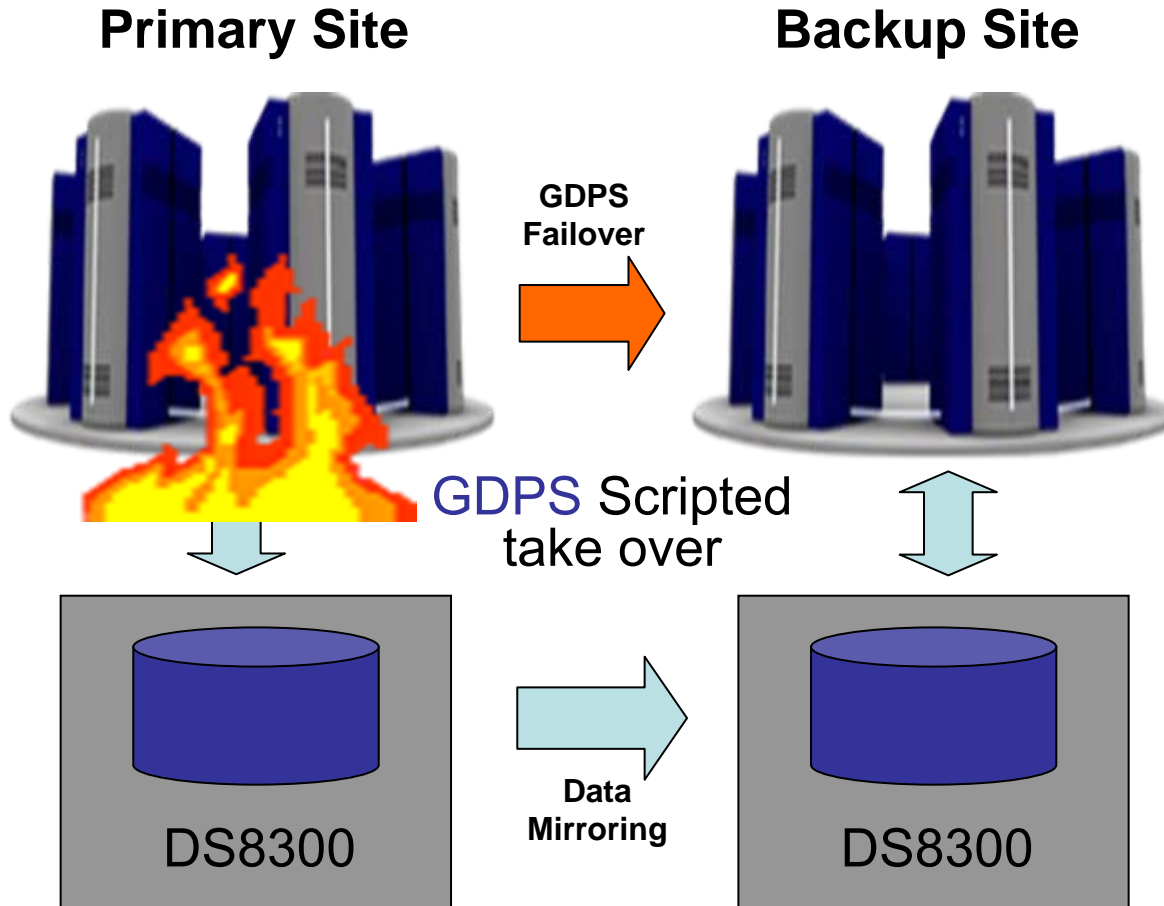 Primary Site
Backup Site
GDPS
Failover
GDPS Scripted
take over
Data
Mirroring
DS8300
DS8300